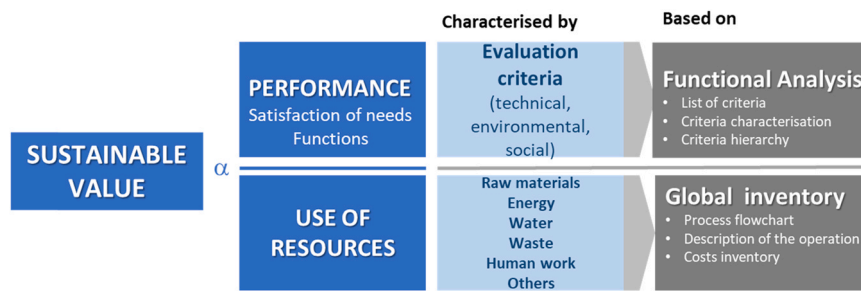 Characterised by
Based on
SUSTAINABLE
VALUE
α
PERFORMANCE
Satisfaction of needs
Functions
Evaluation
criteria
(technical,
environmental,
social)
Functional Analysis
• List of criteria
• Criteria characterisation
• Criteria hierarchy
USE OF
RESOURCES
Raw materials
Energy
Water
Waste
Human work
Others
Global inventory
• Process flowchart
• Description of the operation
• Costs inventory